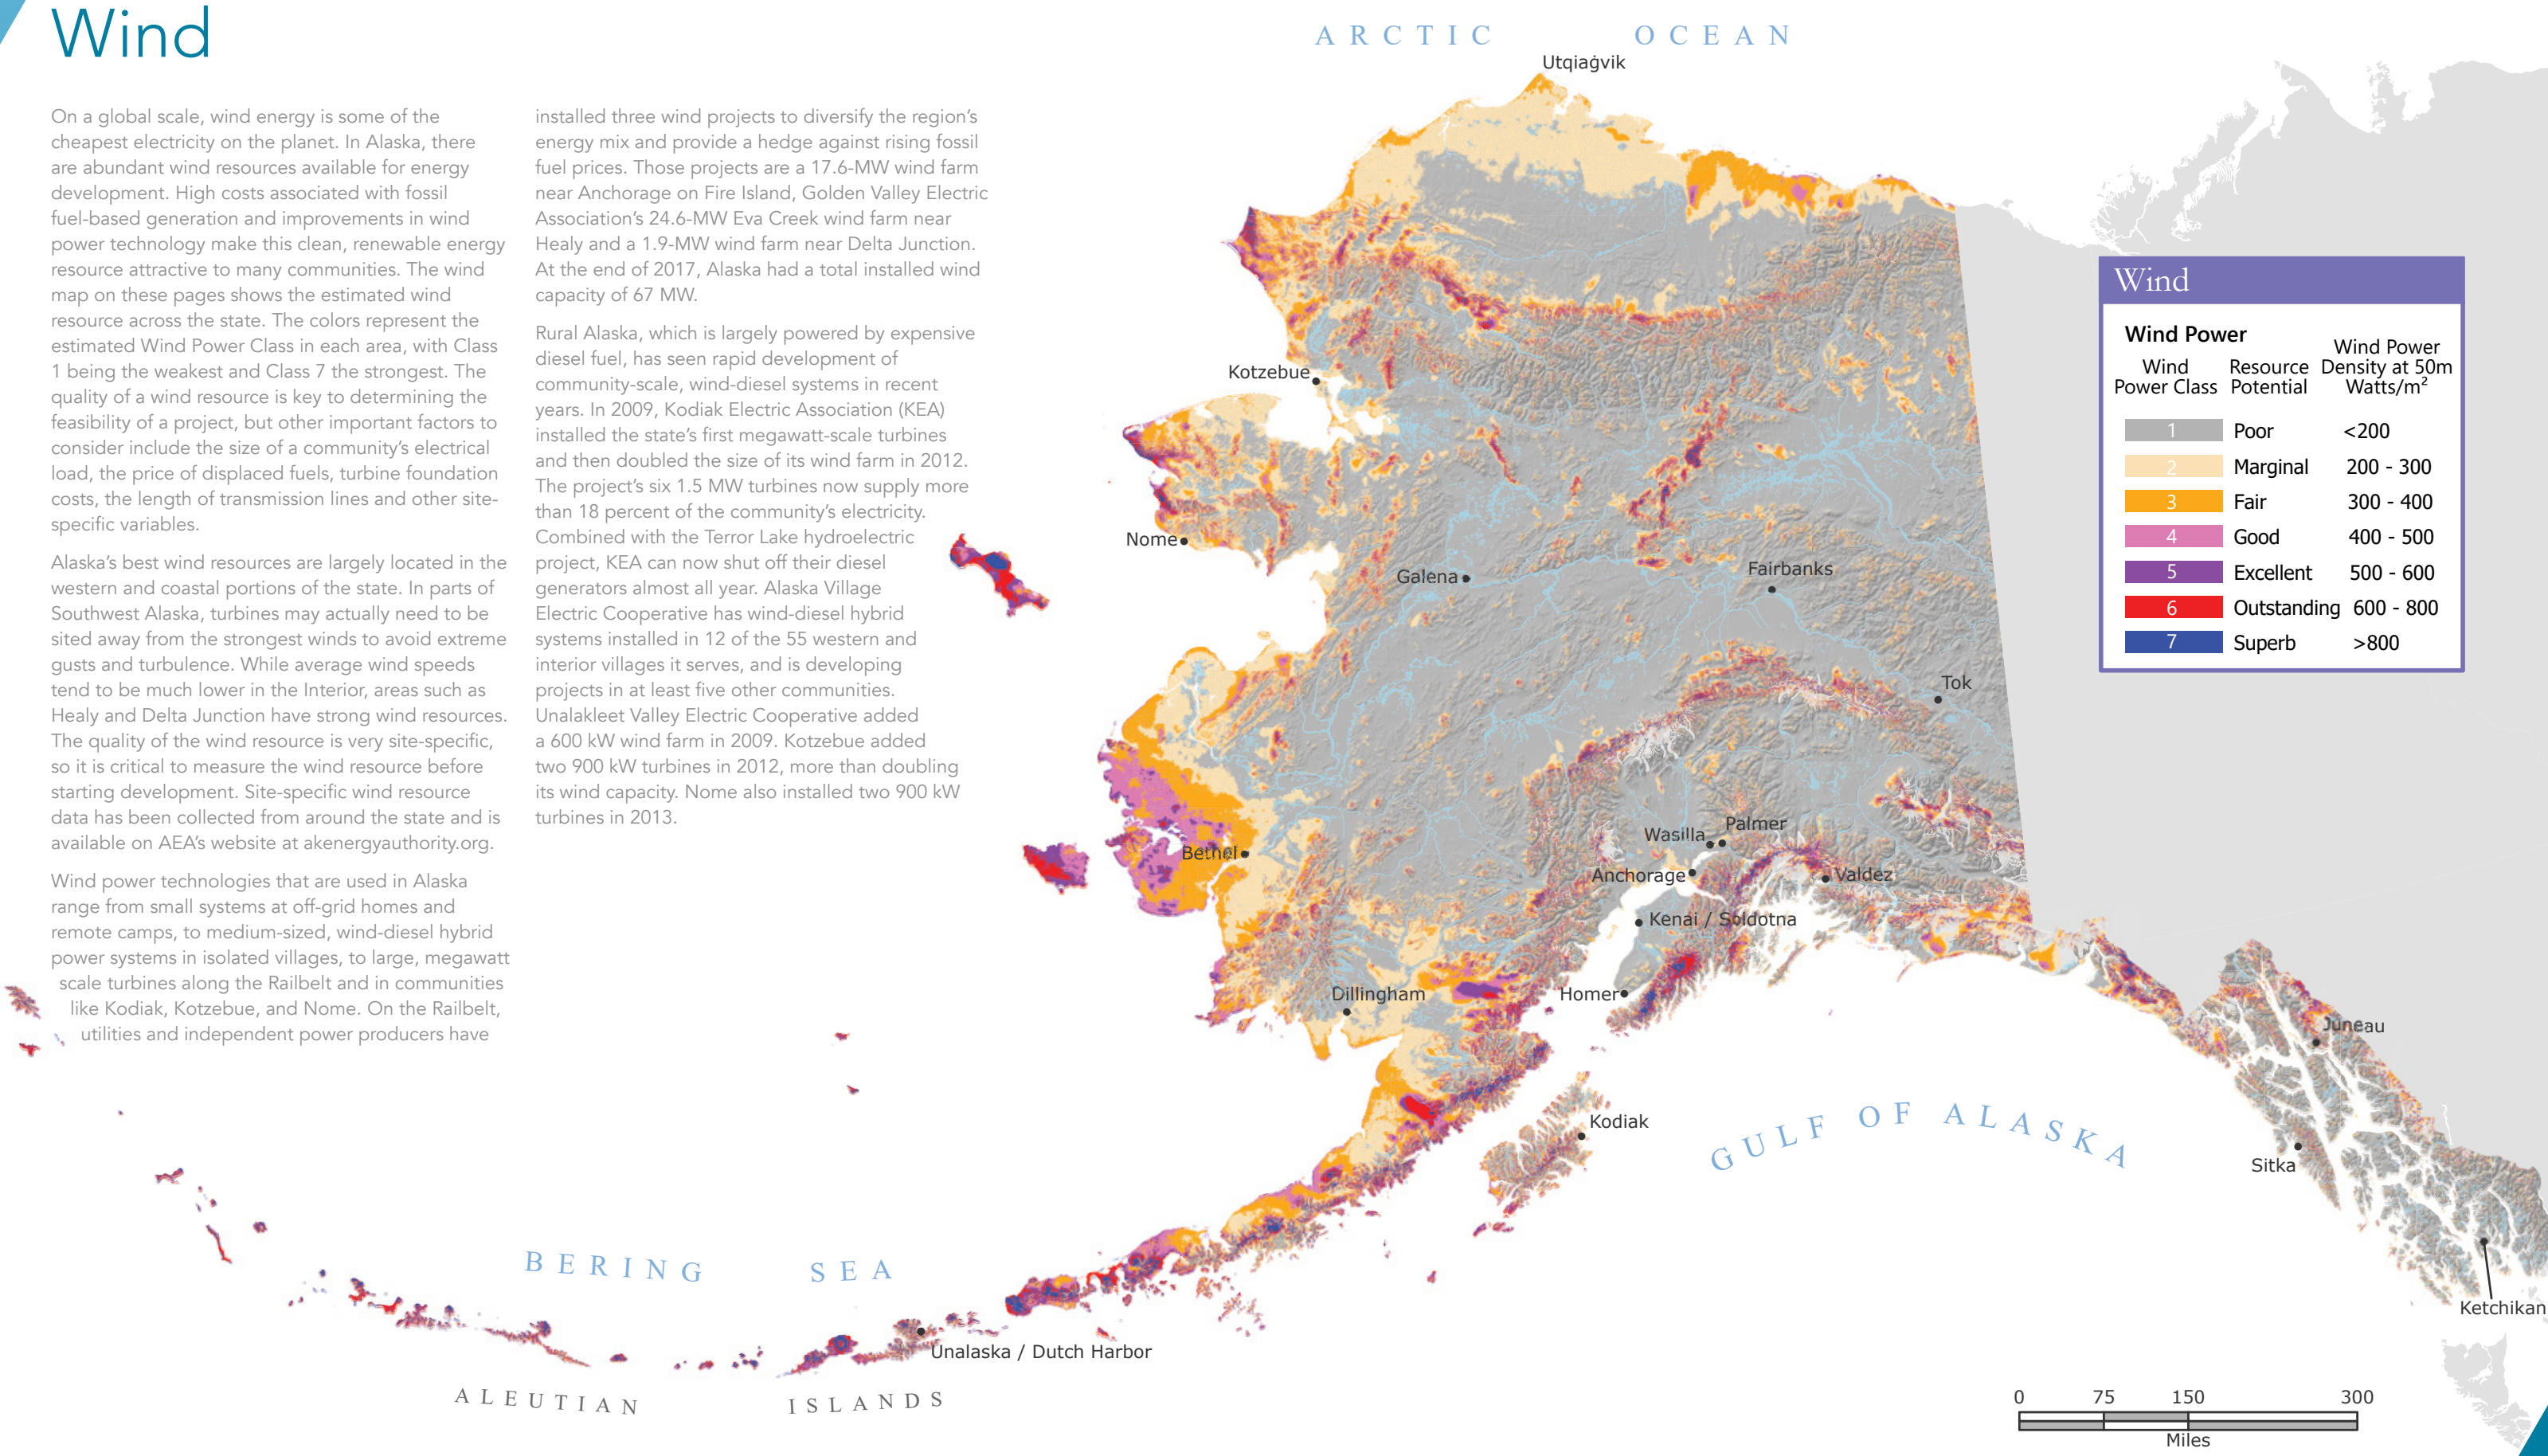 Wind
On a global scale, wind energy is some of the
cheapest electricity on the planet. In Alaska, there
are abundant wind resources available for energy
development. High costs associated with fossil
fuel-based generation and improvements in wind
power technology make this clean, renewable energy
resource attractive to many communities. The wind
map on these pages shows the estimated wind
resource across the state. The colors represent the
estimated Wind Power Class in each area, with Class
1 being the weakest and Class 7 the strongest. The
quality of a wind resource is key to determining the
feasibility of a project, but other important factors to
consider include the size of a community's electrical
load, the price of displaced fuels, turbine foundation
costs, the length of transmission lines and other site-
specific variables.
Alaska's best wind resources are largely located in the
western and coastal portions of the state. In parts of
Southwest Alaska, turbines may actually need to be
sited away from the strongest winds to avoid extreme
gusts and turbulence. While average wind speeds
tend to be much lower in the Interior, areas such as
Healy and Delta Junction have strong wind resources.
The quality of the wind resource is very site-specific,
so it is critical to measure the wind resource before
starting development. Site-specific wind resource
data has been collected from around the state and is
available on AEA's website at akenergyauthority.org.
Wind power technologies that are used in Alaska
range from small systems at off-grid homes and
remote camps, to medium-sized, wind-diesel hybrid
power systems in isolated villages, to large, megawatt
scale turbines along the Railbelt and in communities
like Kodiak, Kotzebue, and Nome. On the Railbelt,
utilities and independent power producers have
installed three wind projects to diversify the region's
energy mix and provide a hedge against rising fossil
fuel prices. Those projects are a 17.6-MW wind farm
near Anchorage on Fire Island, Golden Valley Electric
Association's 24.6-MW Eva Creek wind farm near
Healy and a 1.9-MW wind farm near Delta Junction.
At the end of 2017, Alaska had a total installed wind
capacity of 67 MW.
Rural Alaska, which is largely powered by expensive
diesel fuel, has seen rapid development of
community-scale, wind-diesel systems in recent
years. In 2009, Kodiak Electric Association (KEA)
installed the state's first megawatt-scale turbines
and then doubled the size of its wind farm in 2012.
The project's six 1.5 MW turbines now supply more
than 18 percent of the community's electricity.
Combined with the Terror Lake hydroelectric
project, KEA can now shut off their diesel
generators almost all year. Alaska Village
Electric Cooperative has wind-diesel hybrid
systems installed in 12 of the 55 western and
interior villages it serves, and is developing
projects in at least five other communities.
Unalakleet Valley Electric Cooperative added
a 600 kW wind farm in 2009. Kotzebue added
two 900 kW turbines in 2012, more than doubling
its wind capacity. Nome also installed two 900 kW
turbines in 2013.
ARCTIC OCEAN
Utqiaġvik
Kotzebue
Nome
Galena
Fairbanks
Tok
Bethel
Wasilla
Palmer
Anchorage
Valdez
Kenai / Soldotna
Dillingham
Homer
Kodiak
Juneau
Sitka
Ketchikan
GULF OF ALASKA
BERING SEA
Unalaska / Dutch Harbor
ALEUTIAN ISLANDS
Wind
Wind Power
Wind Power Class
Resource Potential
Wind Power Density at 50m Watts/m²
1 Poor <200
2 Marginal 200 - 300
3 Fair 300 - 400
4 Good 400 - 500
5 Excellent 500 - 600
6 Outstanding 600 - 800
7 Superb >800
0 75 150 300
Miles